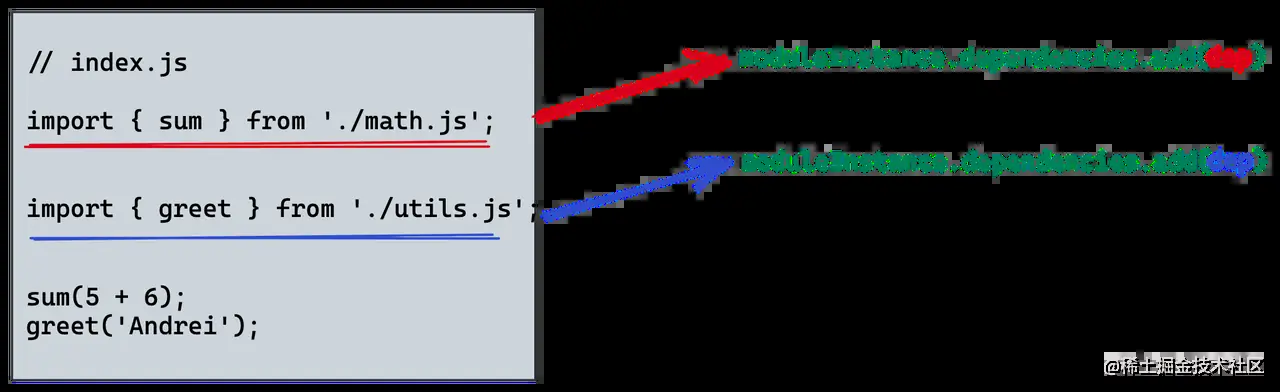 // index.js
import { sum } from './math.js';
moduleInstance.dependencies.add(dep)
import { greet } from './utils.js';
moduleInstance.dependencies.add(dep)
sum(5 + 6);
greet('Andrei');
@稀土掘金技术社区